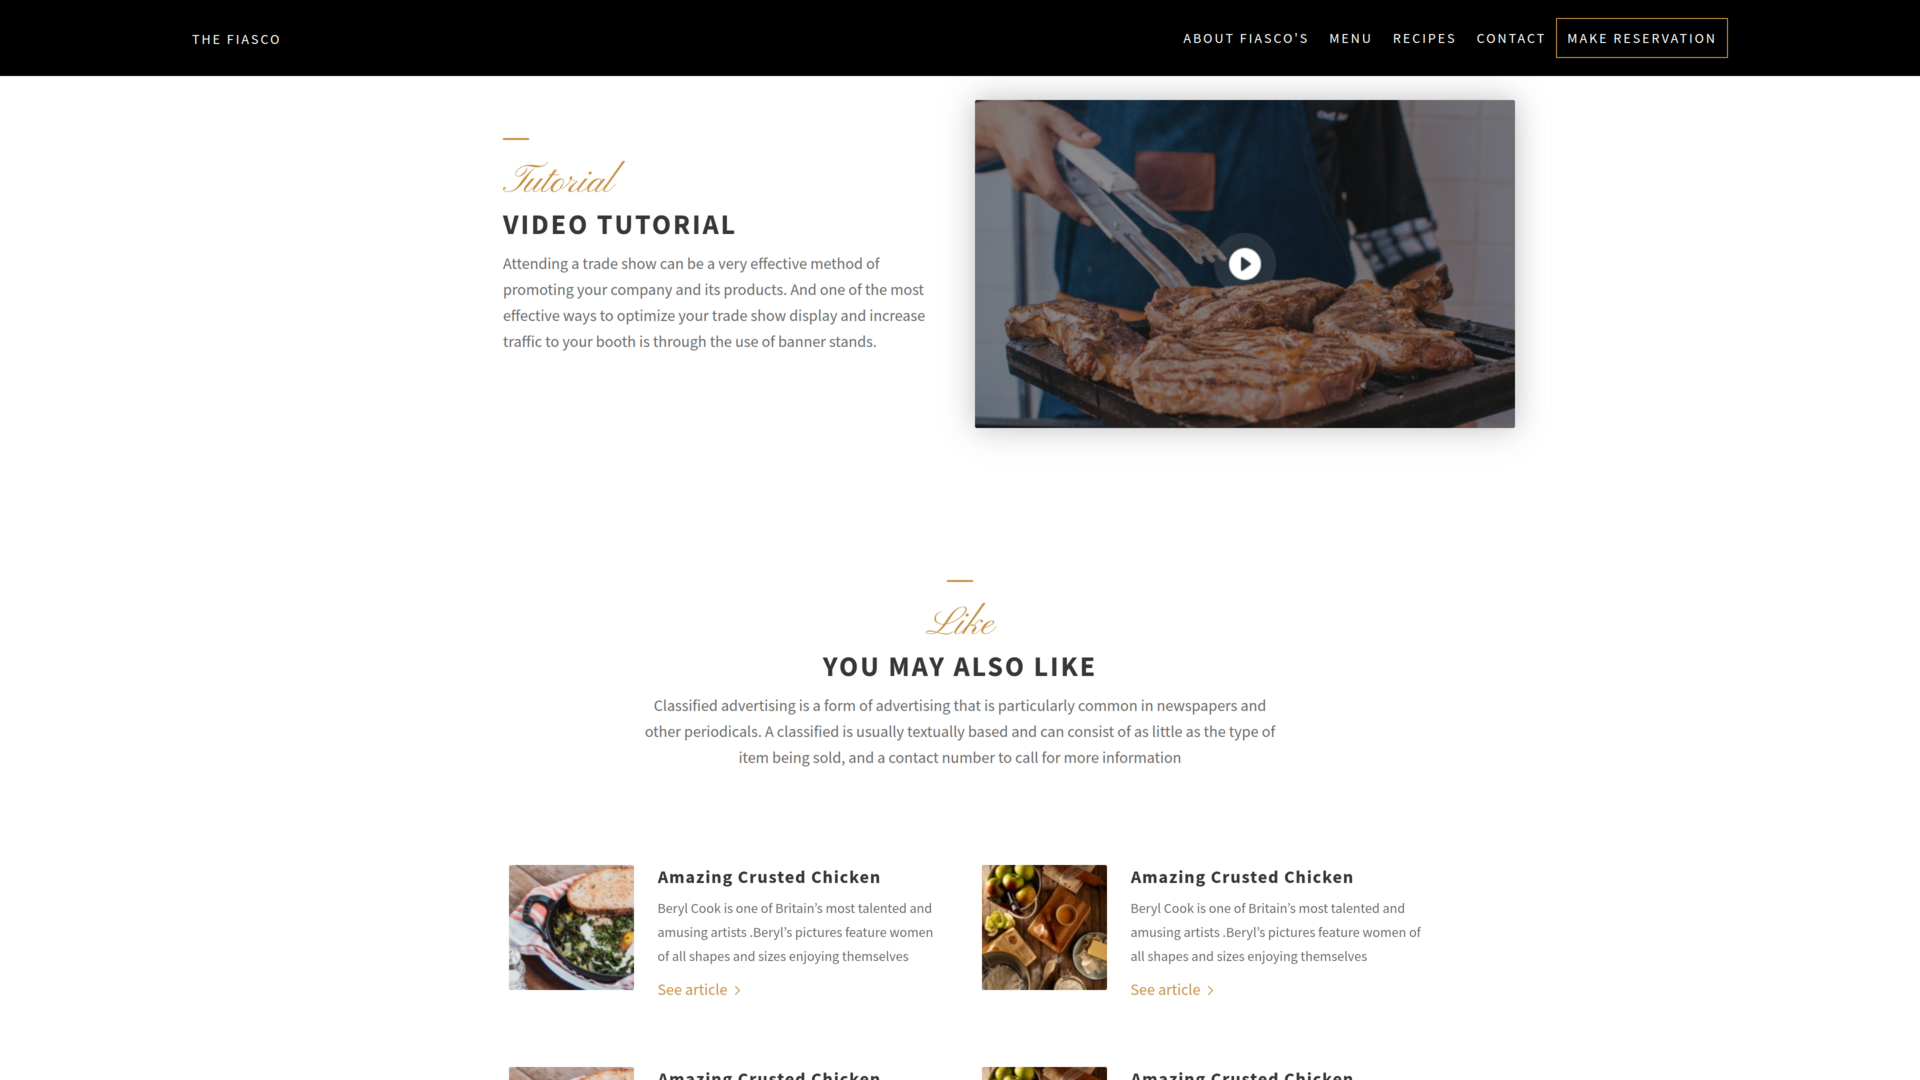 THE FIASCO
ABOUT FIASCO'S MENU RECIPES CONTACT MAKE RESERVATION
Tutorial
VIDEO TUTORIAL
Attending a trade show can be a very effective method of
promoting your company and its products. And one of the most
effective ways to optimize your trade show display and increase
traffic to your booth is through the use of banner stands.
Like
YOU MAY ALSO LIKE
Classified advertising is a form of advertising that is particularly common in newspapers and
other periodicals. A classified is usually textually based and can consist of as little as the type of
item being sold, and a contact number to call for more information
Amazing Crusted Chicken
Beryl Cook is one of Britain’s most talented and
amusing artists .Beryl’s pictures feature women
of all shapes and sizes enjoying themselves
See article
Amazing Crusted Chicken
Beryl Cook is one of Britain’s most talented and
amusing artists .Beryl’s pictures feature women of
all shapes and sizes enjoying themselves
See article
Amazing Crusted Chicken
Amazing Crusted Chicken